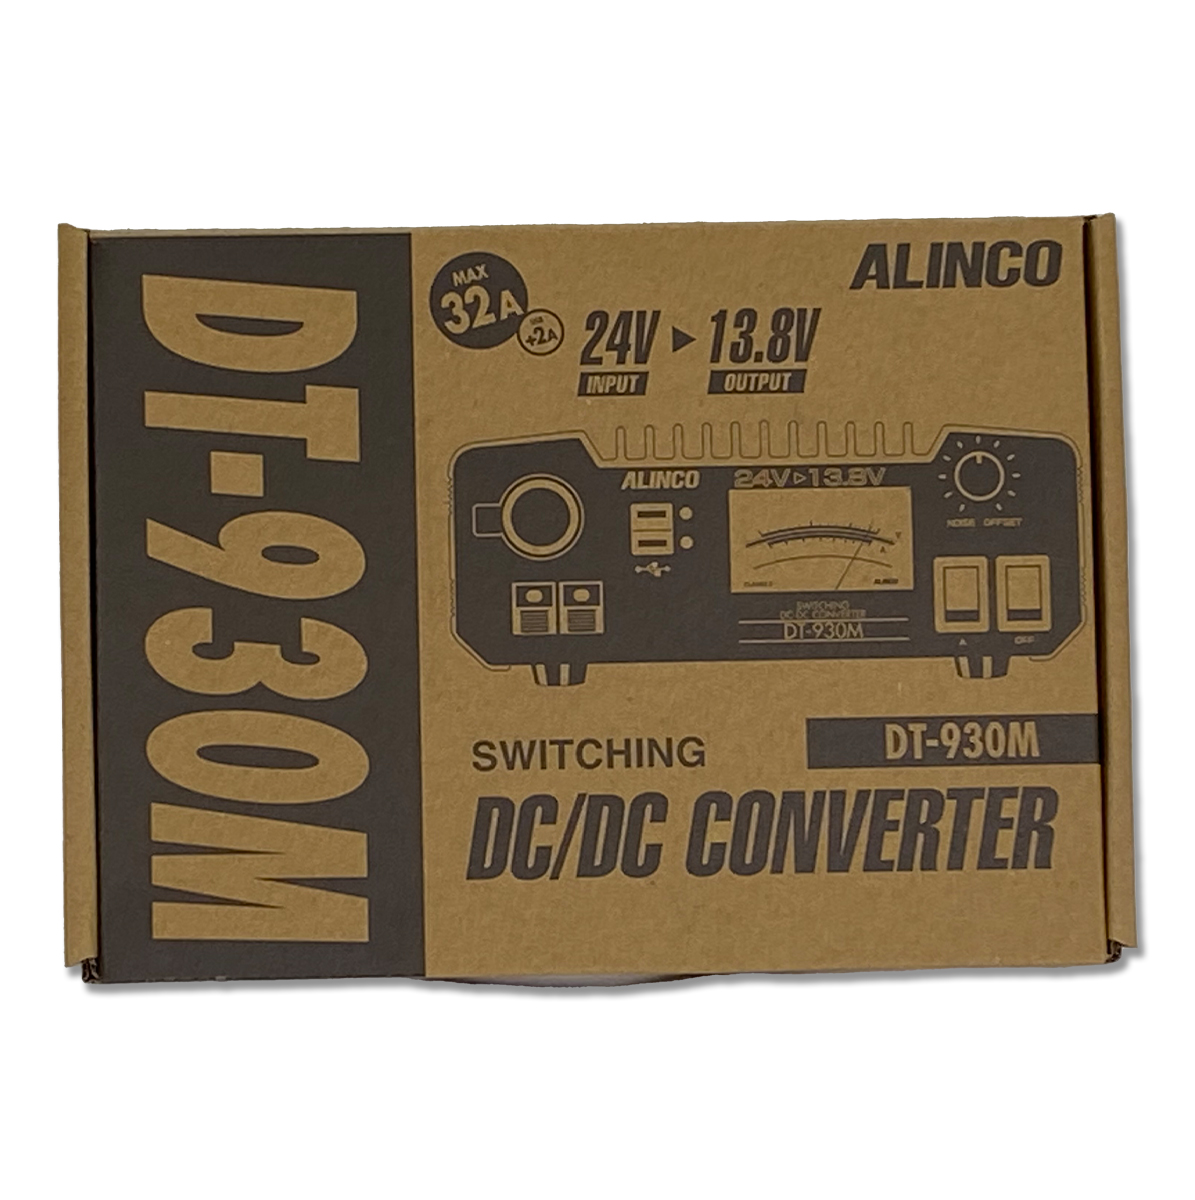 DT-930M
MAX
32A
USB
+2A
24V ▶ 13.8V
INPUT OUTPUT
ALINCO
ALINCO
24V▷13.8V
NOISE OFFSET
ALINCO
SWITCHING
DC-DC CONVERTER
DT-930M
V
A
A
OFF
DT-930M
SWITCHING
DC/DC CONVERTER